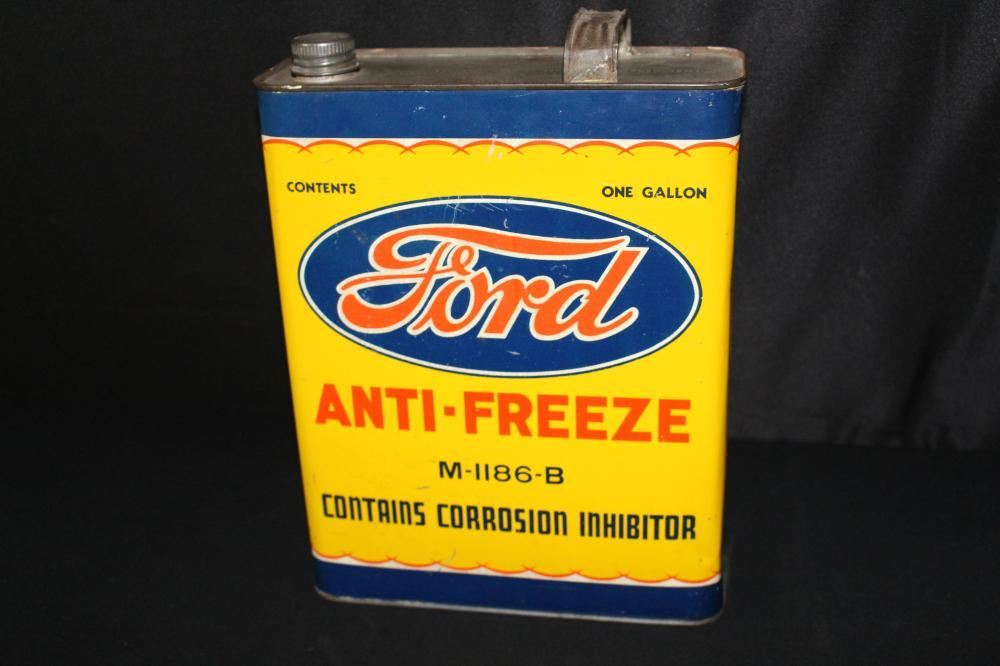 CONTENTS ONE GALLON
Ford
ANTI-FREEZE
M-1186-B
CONTAINS CORROSION INHIBITOR